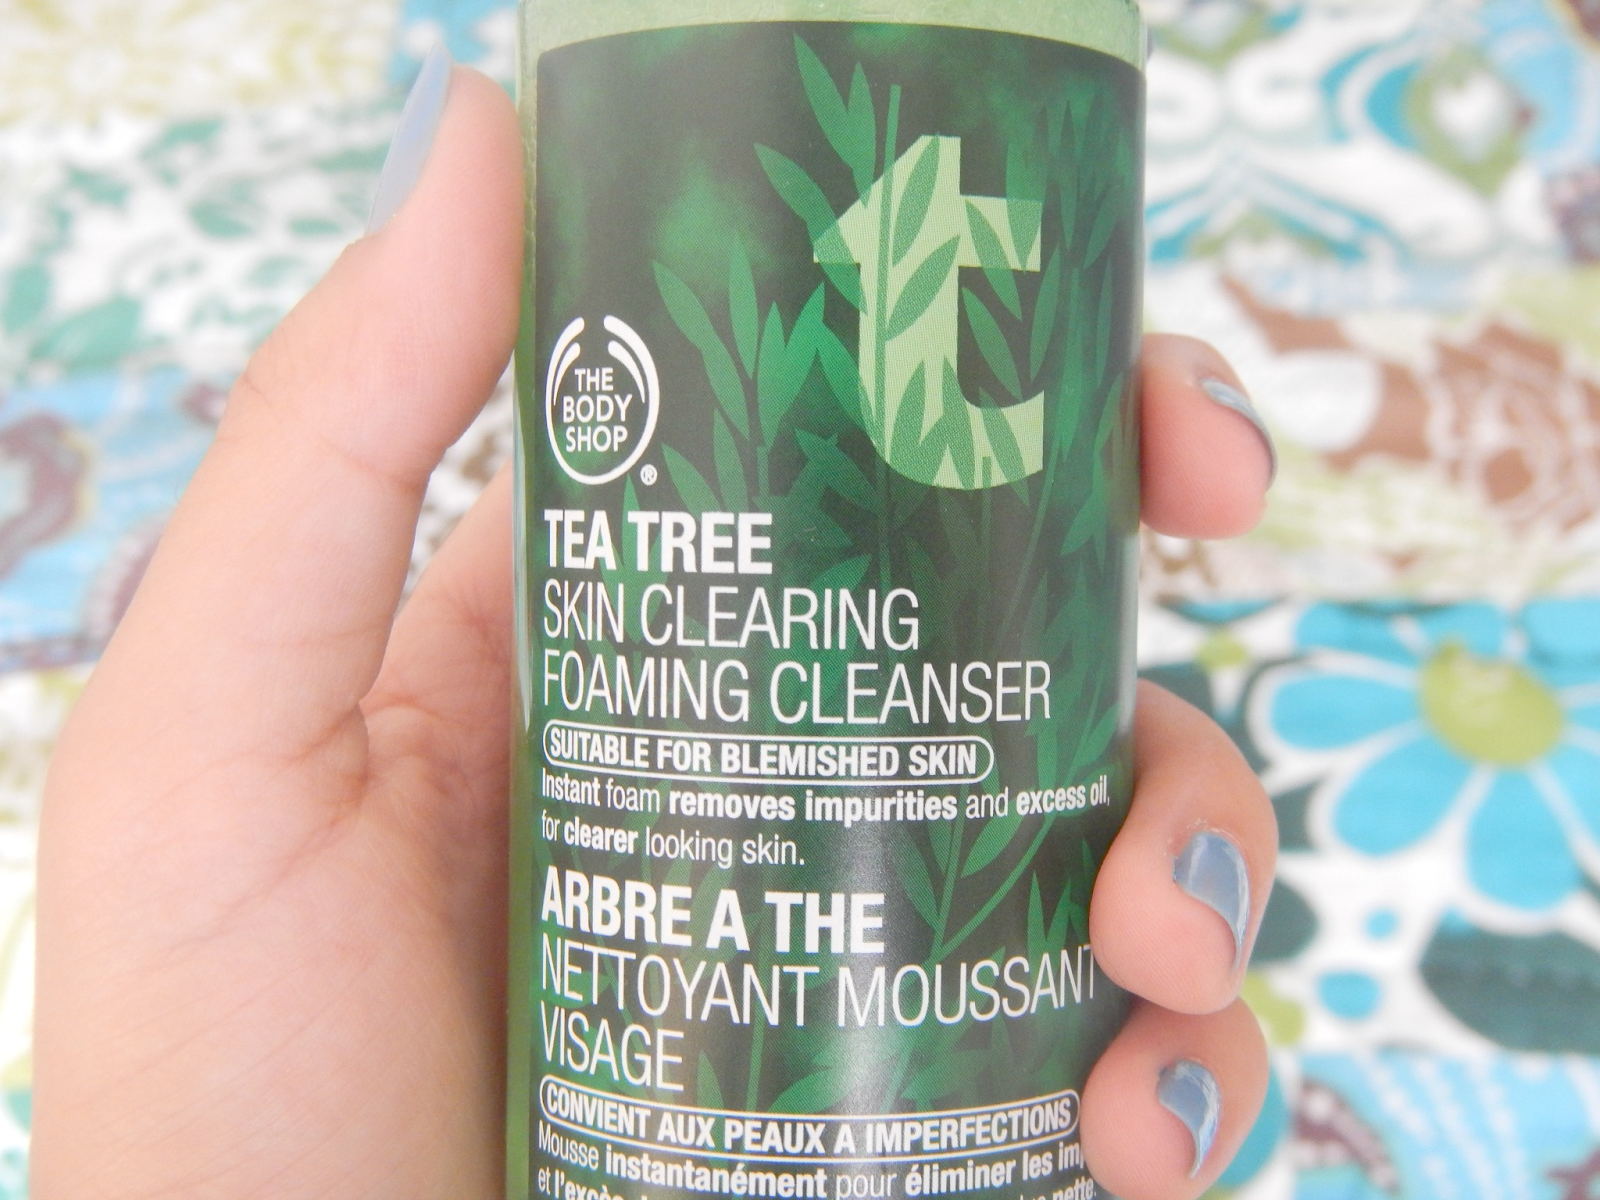 t
THE
BODY
SHOP
®
TEA TREE
SKIN CLEARING
FOAMING CLEANSER
SUITABLE FOR BLEMISHED SKIN
Instant foam removes impurities and excess oil,
for clearer looking skin.
ARBRE A THE
NETTOYANT MOUSSANT
VISAGE
CONVIENT AUX PEAUX A IMPERFECTIONS
Mousse instantanément pour éliminer les
et nette.